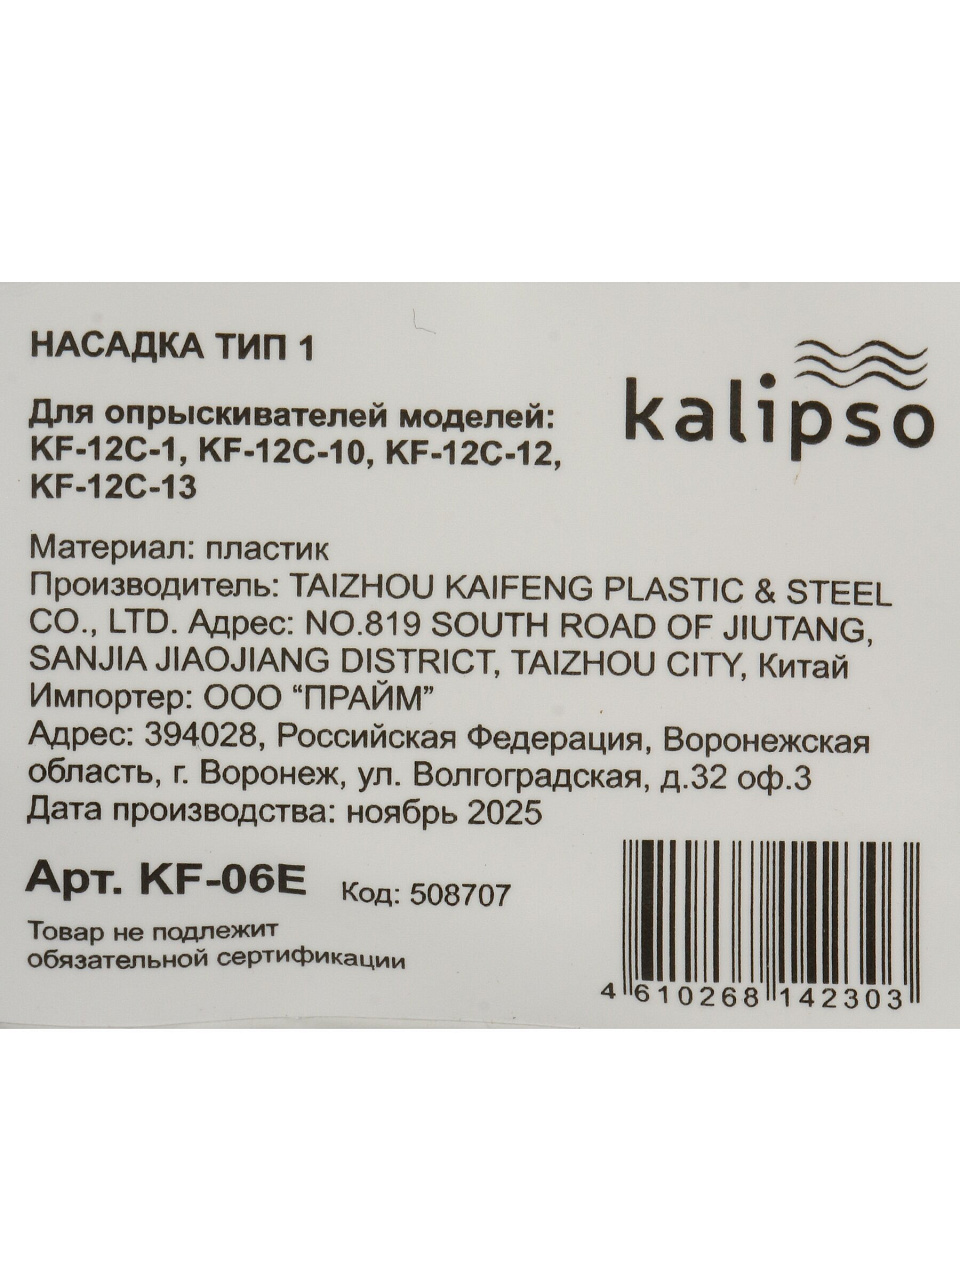 НАСАДКА ТИП 1
kalipso
Для опрыскивателей моделей:
KF-12C-1, KF-12C-10, KF-12C-12,
KF-12C-13
Материал: пластик
Производитель: TAIZHOU KAIFENG PLASTIC & STEEL
CO., LTD. Адрес: NO.819 SOUTH ROAD OF JIUTANG,
SANJIA JIAOJIANG DISTRICT, TAIZHOU CITY, Китай
Импортер: ООО “ПРАЙМ”
Адрес: 394028, Российская Федерация, Воронежская
область, г. Воронеж, ул. Волгоградская, д.32 оф.3
Дата производства: ноябрь 2025
Арт. KF-06E Код: 508707
Товар не подлежит
обязательной сертификации
4 610268 142303